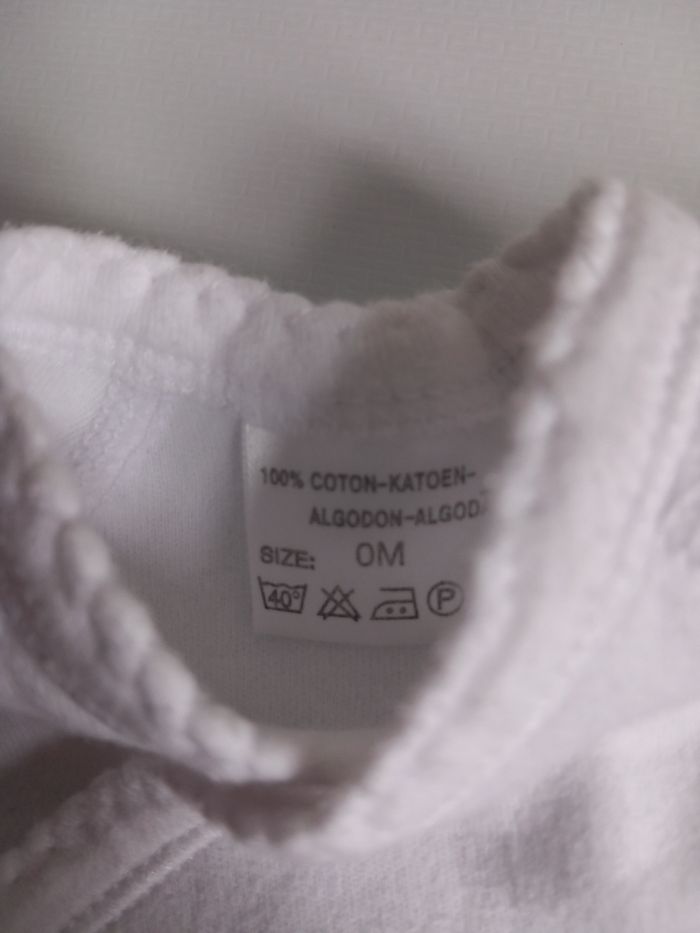 100% COTON-KATOEN-
ALGODON-ALGOD
SIZE: 0M
40° P